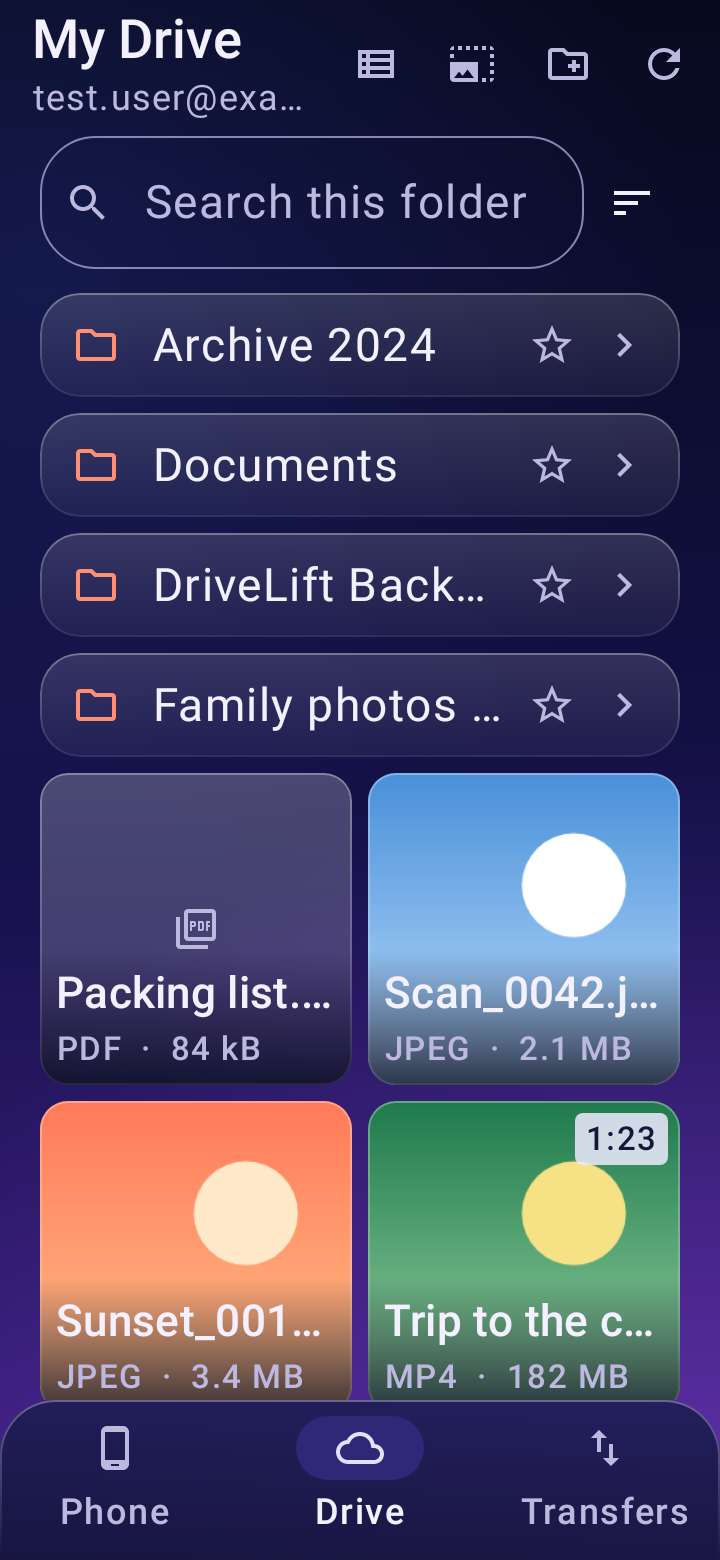 My Drive
test.user@exa…
Search this folder
Archive 2024
Documents
DriveLift Back…
Family photos …
PDF
Packing list.…
PDF · 84 kB
Scan_0042.j…
JPEG · 2.1 MB
Sunset_001…
JPEG · 3.4 MB
1:23
Trip to the c…
MP4 · 182 MB
Phone
Drive
Transfers